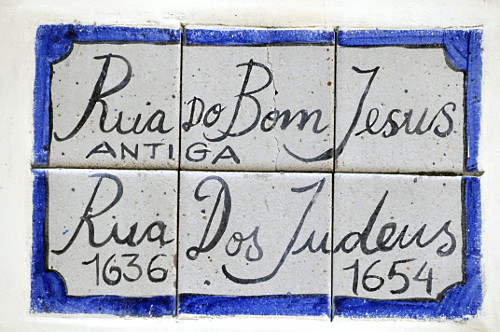 Rua do Bom Jesus
ANTIGA
Rua Dos Judeus
1636 1654